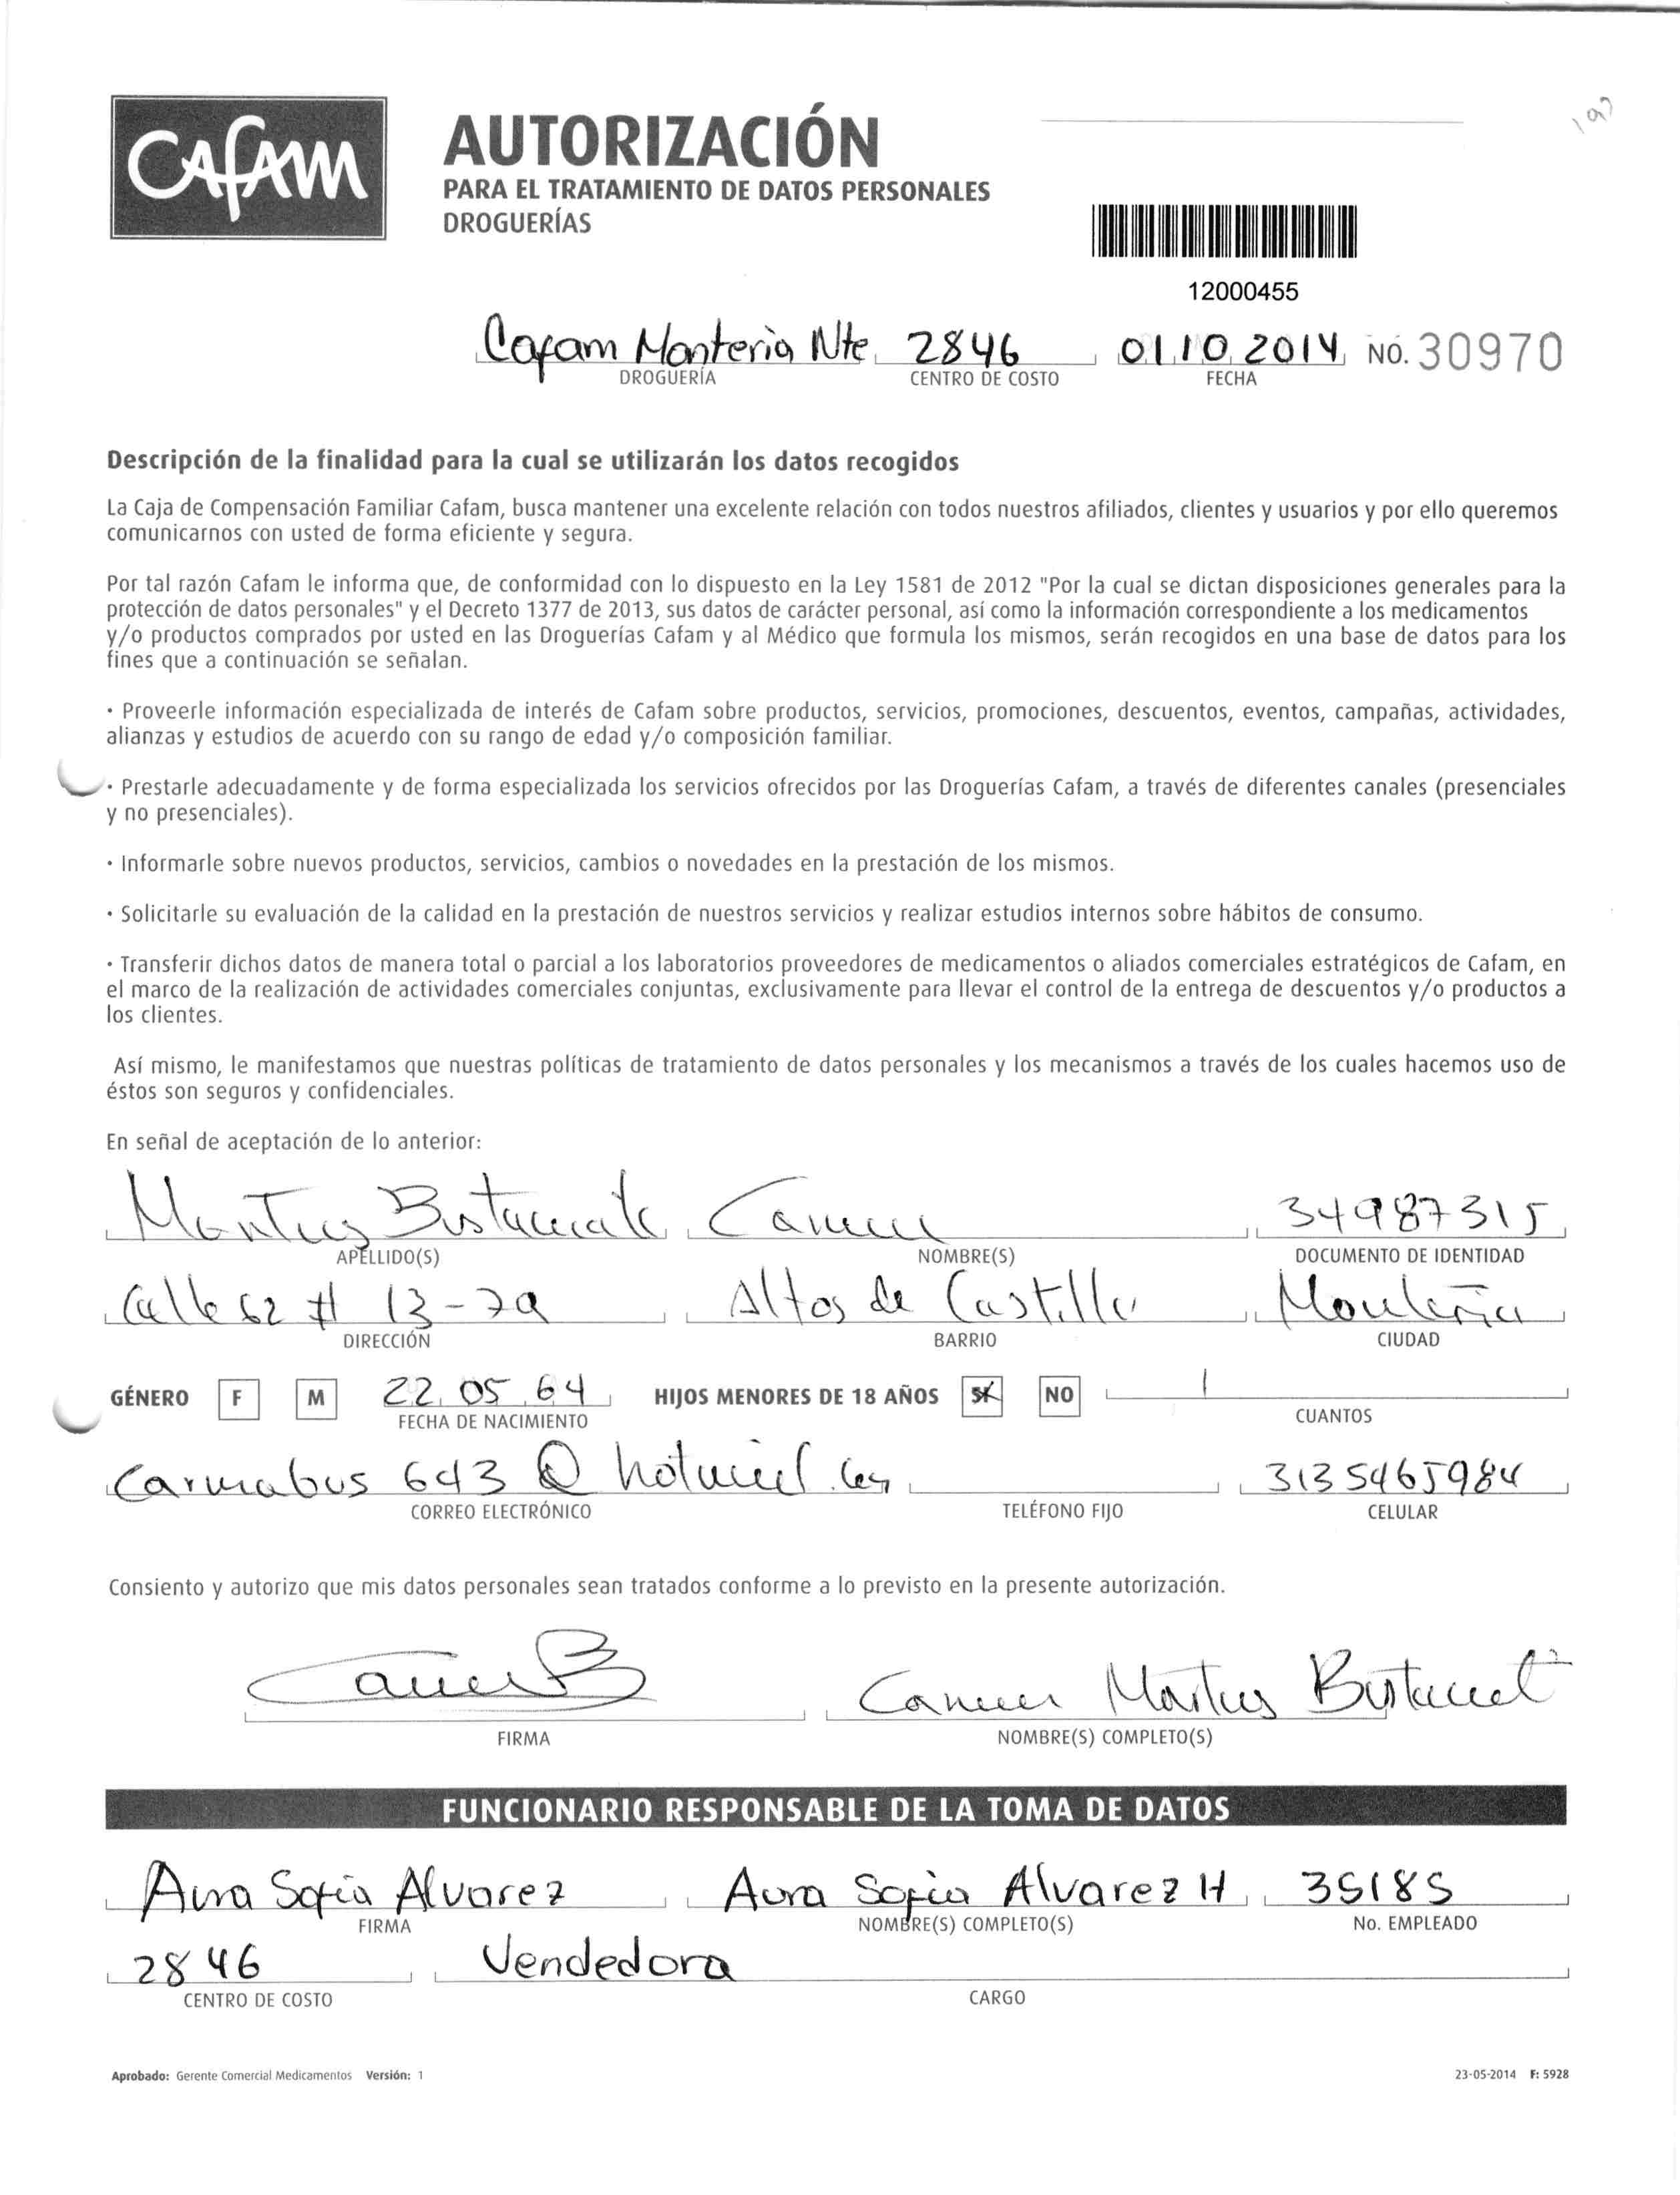 CAFAM
AUTORIZACIÓN
PARA EL TRATAMIENTO DE DATOS PERSONALES
DROGUERÍAS
12000455
Cafam Monteria Nte 2846 01 10 2014 NO. 30970
DROGUERÍA CENTRO DE COSTO FECHA
Descripción de la finalidad para la cual se utilizarán los datos recogidos
La Caja de Compensación Familiar Cafam, busca mantener una excelente relación con todos nuestros afiliados, clientes y usuarios y por ello queremos
comunicarnos con usted de forma eficiente y segura.
Por tal razón Cafam le informa que, de conformidad con lo dispuesto en la Ley 1581 de 2012 "Por la cual se dictan disposiciones generales para la
protección de datos personales" y el Decreto 1377 de 2013, sus datos de carácter personal, así como la información correspondiente a los medicamentos
y/o productos comprados por usted en las Droguerías Cafam y al Médico que formula los mismos, serán recogidos en una base de datos para los
fines que a continuación se señalan.
· Proveerle información especializada de interés de Cafam sobre productos, servicios, promociones, descuentos, eventos, campañas, actividades,
alianzas y estudios de acuerdo con su rango de edad y/o composición familiar.
· Prestarle adecuadamente y de forma especializada los servicios ofrecidos por las Droguerías Cafam, a través de diferentes canales (presenciales
y no presenciales).
· Informarle sobre nuevos productos, servicios, cambios o novedades en la prestación de los mismos.
· Solicitarle su evaluación de la calidad en la prestación de nuestros servicios y realizar estudios internos sobre hábitos de consumo.
· Transferir dichos datos de manera total o parcial a los laboratorios proveedores de medicamentos o aliados comerciales estratégicos de Cafam, en
el marco de la realización de actividades comerciales conjuntas, exclusivamente para llevar el control de la entrega de descuentos y/o productos a
los clientes.
Así mismo, le manifestamos que nuestras políticas de tratamiento de datos personales y los mecanismos a través de los cuales hacemos uso de
éstos son seguros y confidenciales.
En señal de aceptación de lo anterior:
Bustamante Carmen 34987315
APELLIDO(S) NOMBRE(S) DOCUMENTO DE IDENTIDAD
Calle 62 # 13-79 Altos de Castilla Montería
DIRECCIÓN BARRIO CIUDAD
GÉNERO F M 22 05 64 HIJOS MENORES DE 18 AÑOS SI NO 1
FECHA DE NACIMIENTO CUANTOS
Carmabus 643 @ hotmail.com 3135465984
CORREO ELECTRÓNICO TELÉFONO FIJO CELULAR
Consiento y autorizo que mis datos personales sean tratados conforme a lo previsto en la presente autorización.
Carmen B Carmen Bustamante
FIRMA NOMBRE(S) COMPLETO(S)
FUNCIONARIO RESPONSABLE DE LA TOMA DE DATOS
Aura Sofia Alvarez Aura Sofia Alvarez H 35185
FIRMA NOMBRE(S) COMPLETO(S) No. EMPLEADO
2846 Vendedora
CENTRO DE COSTO CARGO
Aprobado: Gerente Comercial Medicamentos Versión: 1 23-05-2014 F: 5928